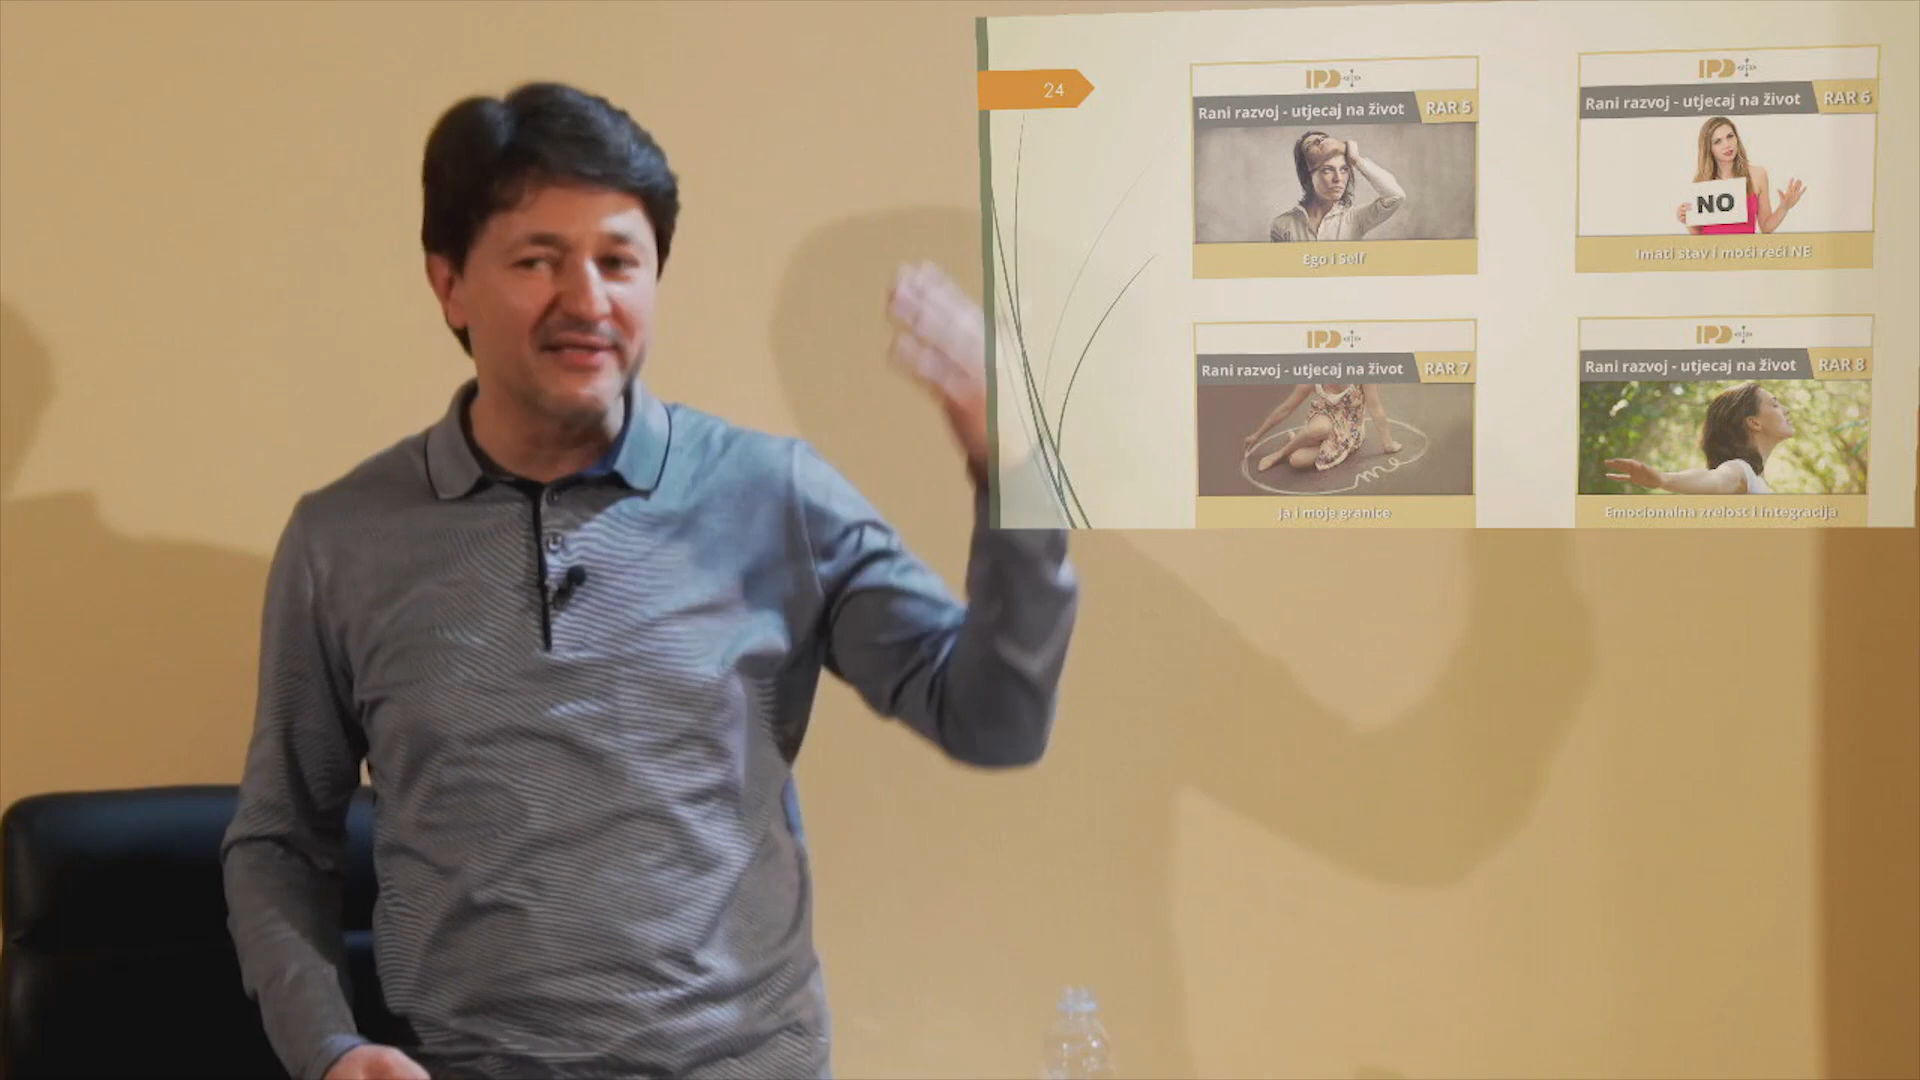 24
IPD
Rani razvoj - utjecaj na život RAR 5
Ego i Self
IPD
Rani razvoj - utjecaj na život RAR 6
NO
Imati stav i moći reći NE
IPD
Rani razvoj - utjecaj na život RAR 7
me
Ja i moje granice
IPD
Rani razvoj - utjecaj na život RAR 8
Emocionalna zrelost i integracija